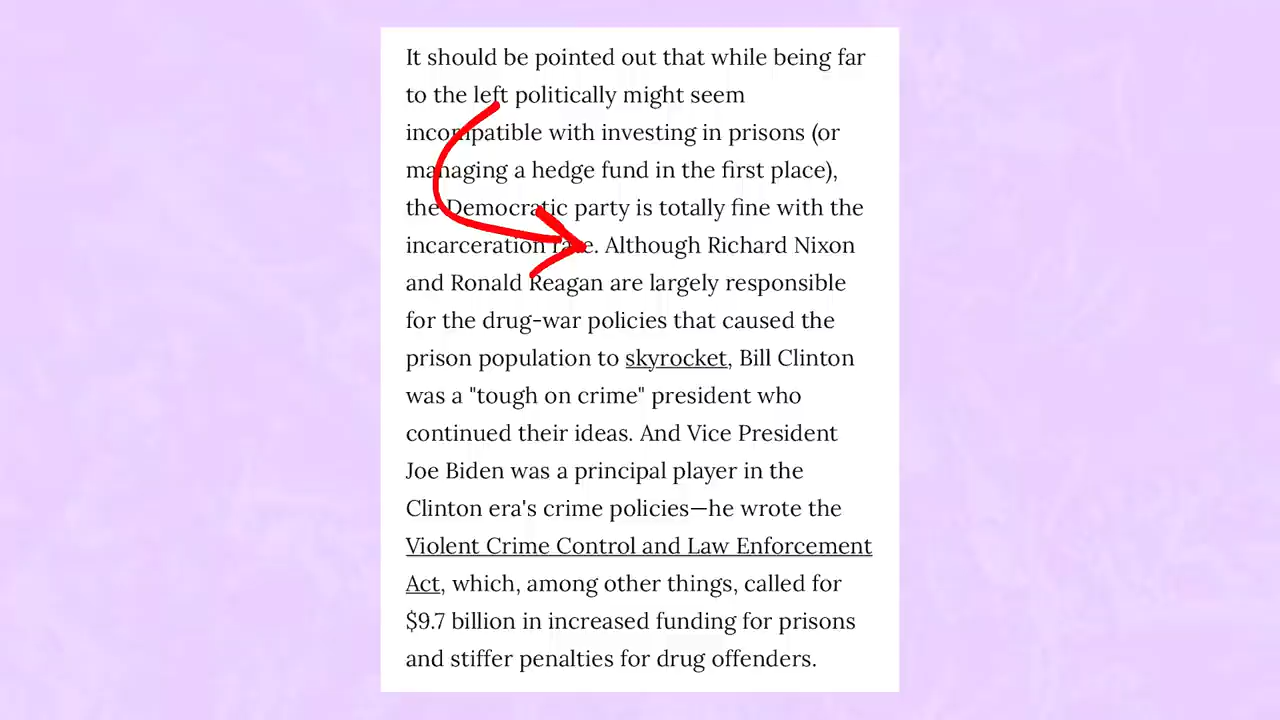 It should be pointed out that while being far
to the left politically might seem
incompatible with investing in prisons (or
managing a hedge fund in the first place),
the Democratic party is totally fine with the
incarceration rate. Although Richard Nixon
and Ronald Reagan are largely responsible
for the drug-war policies that caused the
prison population to skyrocket, Bill Clinton
was a "tough on crime" president who
continued their ideas. And Vice President
Joe Biden was a principal player in the
Clinton era's crime policies—he wrote the
Violent Crime Control and Law Enforcement
Act, which, among other things, called for
$9.7 billion in increased funding for prisons
and stiffer penalties for drug offenders.